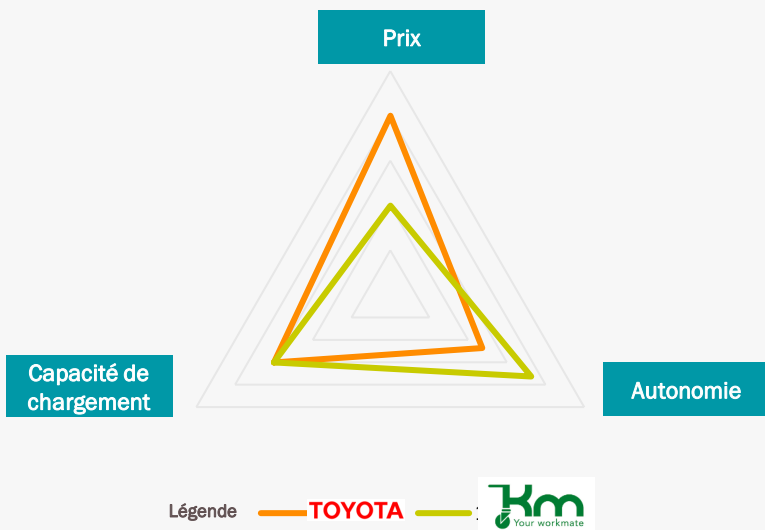 Prix
Capacité de
chargement
Autonomie
Légende
TOYOTA
:
Km
Your workmate